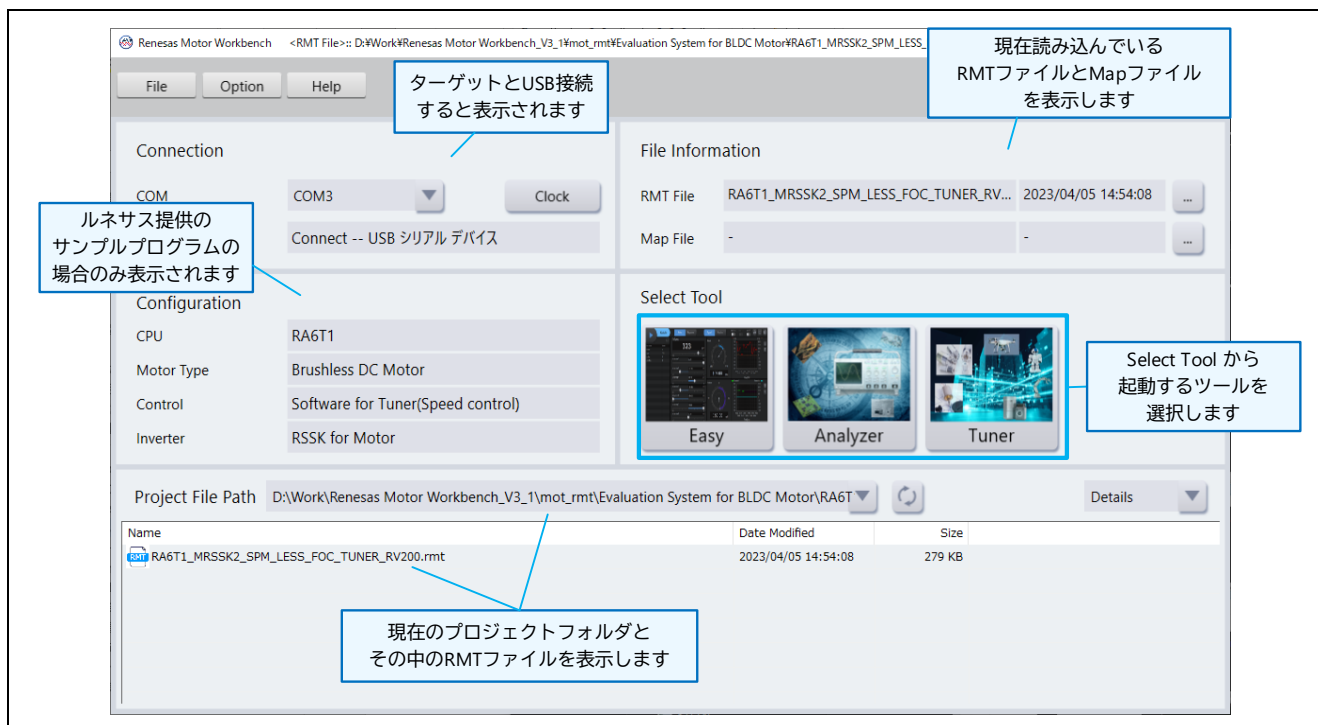 Renesas Motor Workbench <RMT File>:: D:¥Work¥Renesas Motor Workbench_V3_1¥mot_rmt¥Evaluation System for BLDC Motor¥RA6T1_MRSSK2_SPM_LESS_
現在読み込んでいる
RMTファイルとMapファイル
を表示します
File Option Help
ターゲットとUSB接続
すると表示されます
Connection
COM COM3 Clock
Connect -- USB シリアル デバイス
File Information
RMT File RA6T1_MRSSK2_SPM_LESS_FOC_TUNER_RV... 2023/04/05 14:54:08 ...
Map File - - ...
ルネサス提供の
サンプルプログラムの
場合のみ表示されます
Configuration
CPU RA6T1
Motor Type Brushless DC Motor
Control Software for Tuner(Speed control)
Inverter RSSK for Motor
Select Tool
Easy Analyzer Tuner
Select Tool から
起動するツールを
選択します
Project File Path D:\Work\Renesas Motor Workbench_V3_1\mot_rmt\Evaluation System for BLDC Motor\RA6T Details
Name Date Modified Size
RMT RA6T1_MRSSK2_SPM_LESS_FOC_TUNER_RV200.rmt 2023/04/05 14:54:08 279 KB
現在のプロジェクトフォルダと
その中のRMTファイルを表示します